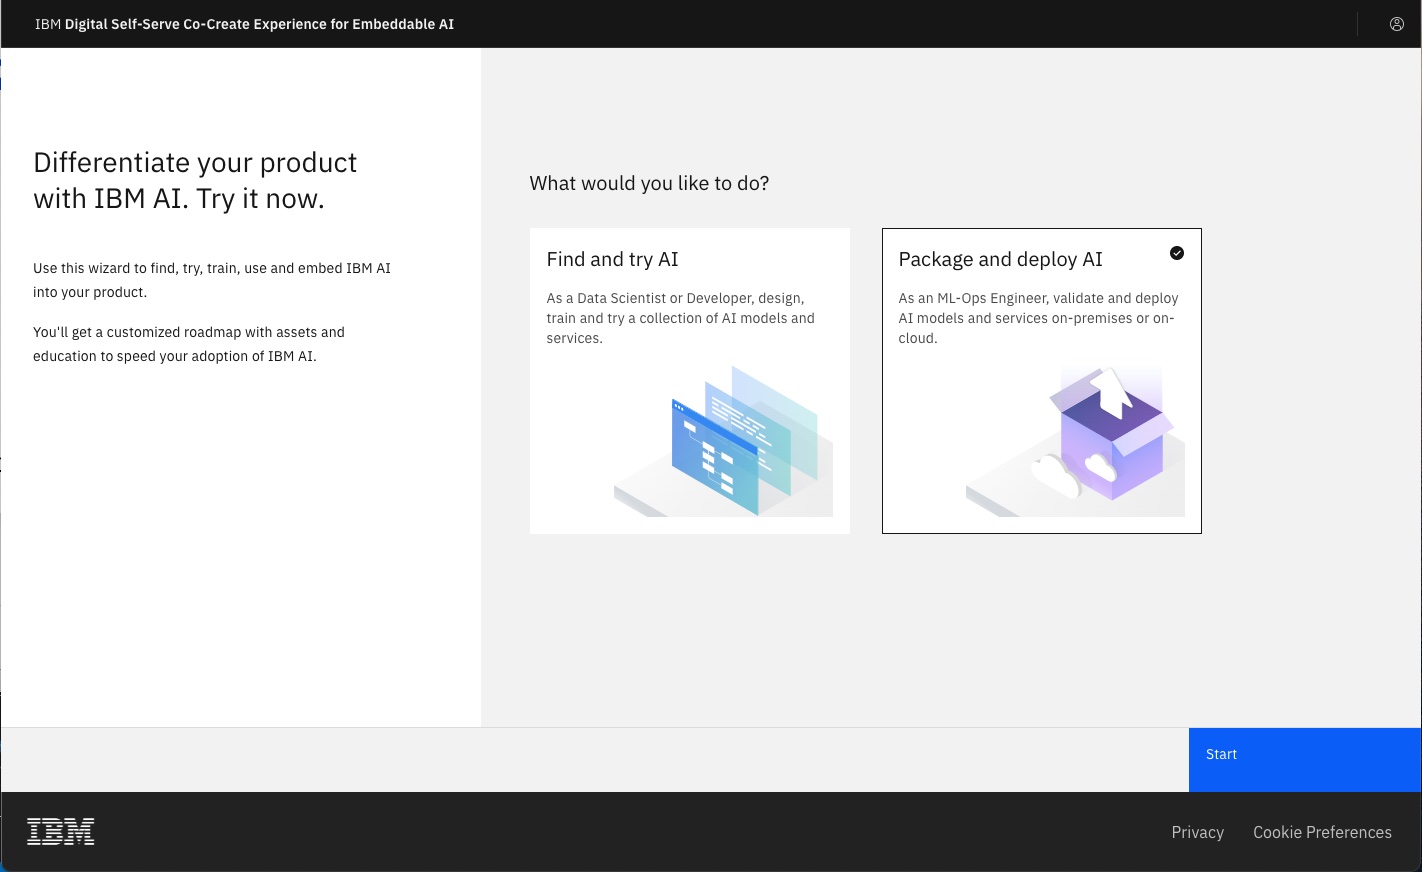 IBM Digital Self-Serve Co-Create Experience for Embeddable AI
Differentiate your product
with IBM AI. Try it now.
Use this wizard to find, try, train, use and embed IBM AI
into your product.
You'll get a customized roadmap with assets and
education to speed your adoption of IBM AI.
What would you like to do?
Find and try AI
As a Data Scientist or Developer, design,
train and try a collection of AI models and
services.
Package and deploy AI
As an ML-Ops Engineer, validate and deploy
AI models and services on-premises or on-
cloud.
Start
IBM
Privacy
Cookie Preferences